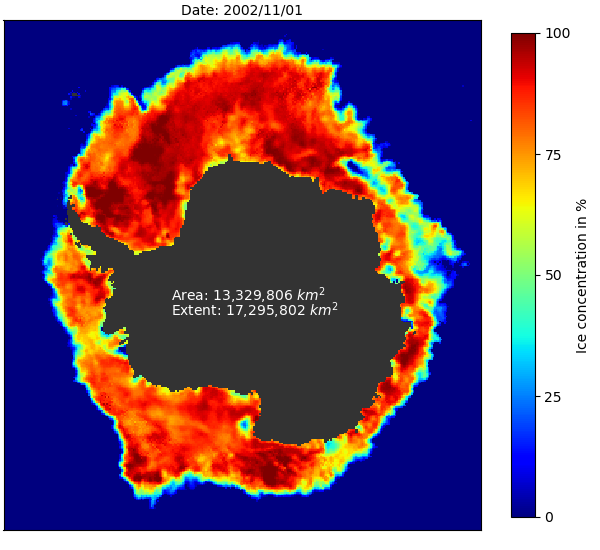 Date: 2002/11/01
100
75
50
25
0
Ice concentration in %
Area: 13,329,806 km²
Extent: 17,295,802 km²